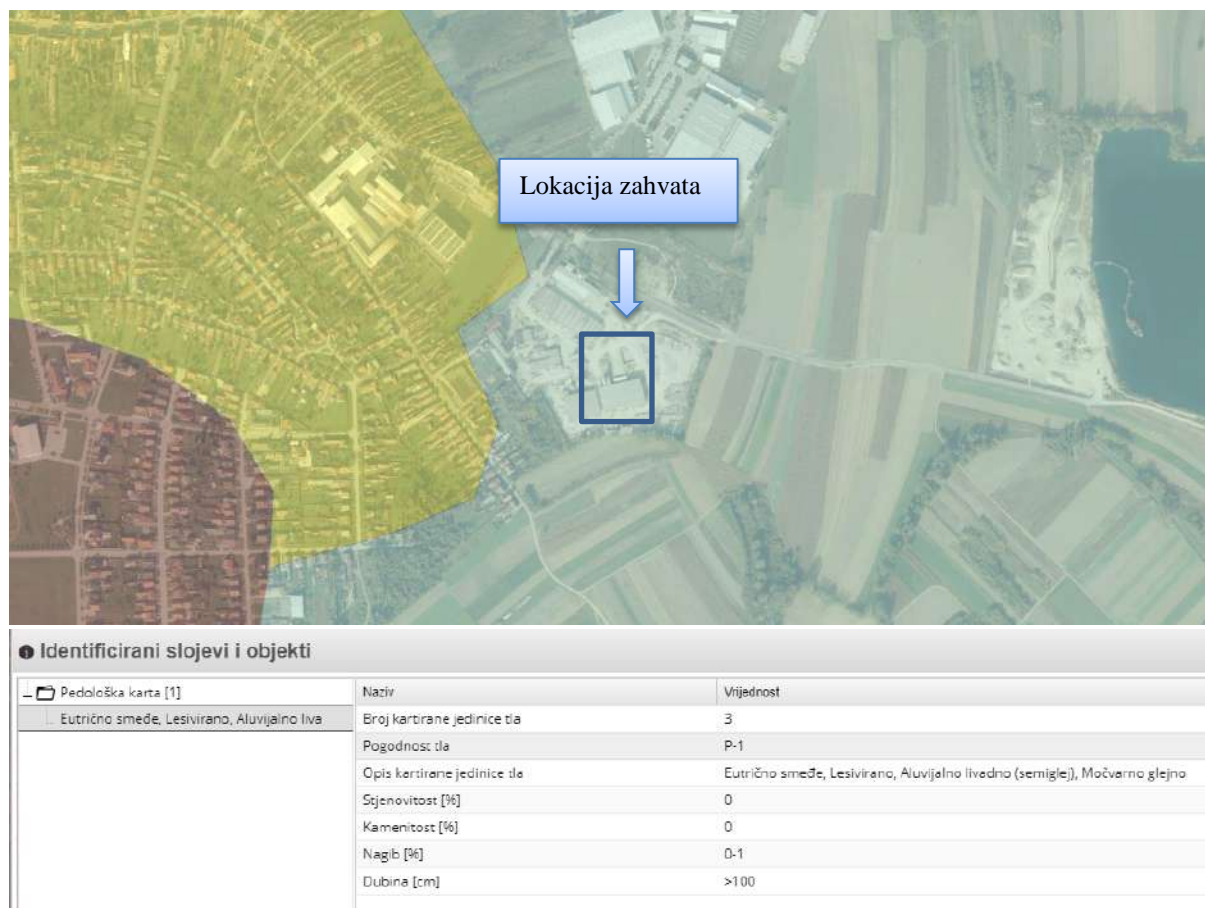 Lokacija zahvata
Identificirani slojevi i objekti
Pedološka karta [1] Naziv Vrijednost
Eutrično smeđe, Lesivirano, Aluvijalno liva Broj kartirane jedinice tla 3
Pogodnost tla P-1
Opis kartirane jedinice tla Eutrično smeđe, Lesivirano, Aluvijalno livadno (semiglej), Močvarno glejno
Stjenovitost [%] 0
Kamenitost [%] 0
Nagib [%] 0-1
Dubina [cm] >100